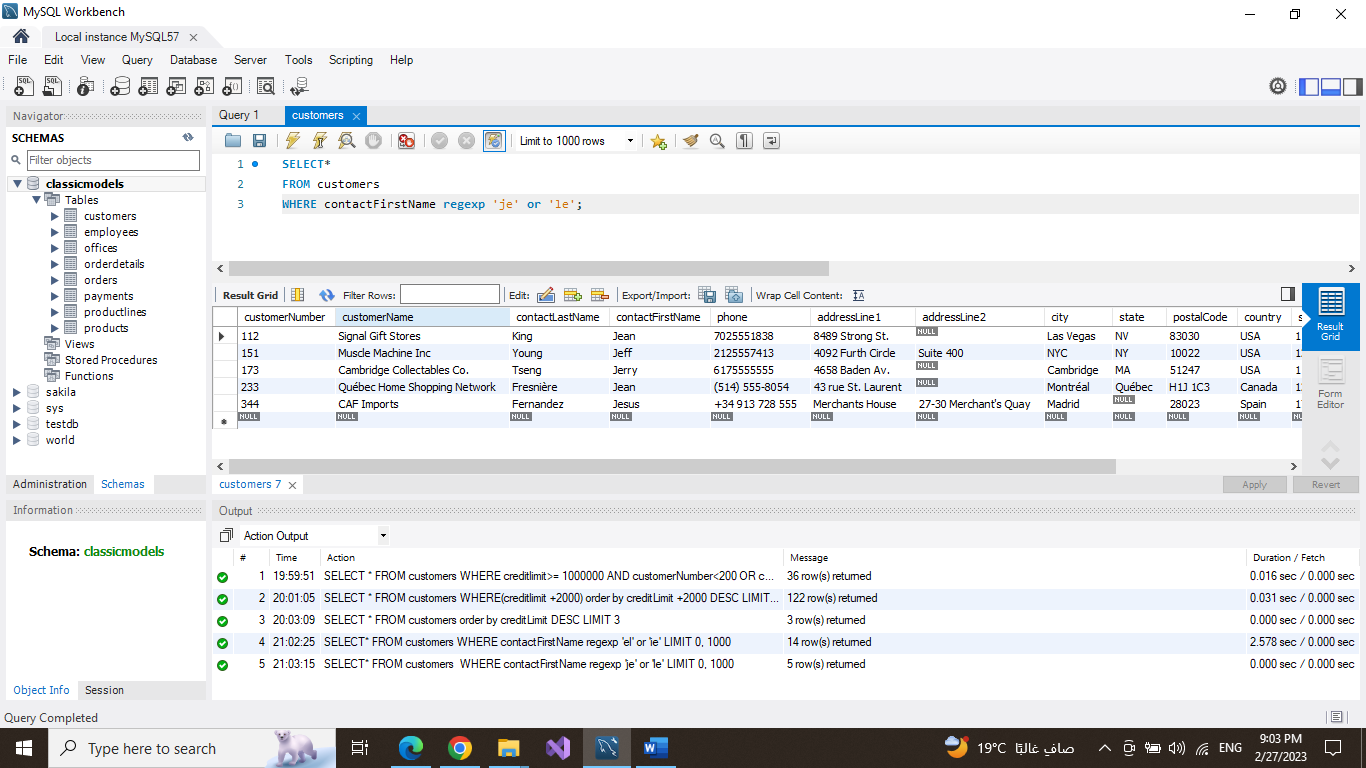 MySQL Workbench
Local instance MySQL57
File Edit View Query Database Server Tools Scripting Help
Navigator
SCHEMAS
Filter objects
classicmodels
Tables
customers
employees
offices
orderdetails
orders
payments
productlines
products
Views
Stored Procedures
Functions
sakila
sys
testdb
world
Administration Schemas
Information
Schema: classicmodels
Object Info Session
Query Completed
Query 1 customers
Limit to 1000 rows
1 SELECT*
2 FROM customers
3 WHERE contactFirstName regexp 'je' or 'le';
Result Grid Filter Rows: Edit: Export/Import: Wrap Cell Content:
customerNumber customerName contactLastName contactFirstName phone addressLine1 addressLine2 city state postalCode country s
112 Signal Gift Stores King Jean 7025551838 8489 Strong St. NULL Las Vegas NV 83030 USA 1
151 Muscle Machine Inc Young Jeff 2125557413 4092 Furth Circle Suite 400 NYC NY 10022 USA 1
173 Cambridge Collectables Co. Tseng Jerry 6175555555 4658 Baden Av. NULL Cambridge MA 51247 USA 1
233 Québec Home Shopping Network Fresnière Jean (514) 555-8054 43 rue St. Laurent NULL Montréal Québec H1J 1C3 Canada 1
344 CAF Imports Fernandez Jesus +34 913 728 555 Merchants House 27-30 Merchant's Quay Madrid NULL 28023 Spain 1
NULL NULL NULL NULL NULL NULL NULL NULL NULL NULL NULL
Result
Grid
Form
Editor
customers 7
Apply Revert
Output
Action Output
# Time Action Message Duration / Fetch
1 19:59:51 SELECT * FROM customers WHERE creditlimit>= 1000000 AND customerNumber<200 OR c... 36 row(s) returned 0.016 sec / 0.000 sec
2 20:01:05 SELECT * FROM customers WHERE(creditlimit +2000) order by creditLimit +2000 DESC LIMIT... 122 row(s) returned 0.031 sec / 0.000 sec
3 20:03:09 SELECT * FROM customers order by creditLimit DESC LIMIT 3 3 row(s) returned 0.000 sec / 0.000 sec
4 21:02:25 SELECT* FROM customers WHERE contactFirstName regexp 'el' or 'ie' LIMIT 0, 1000 14 row(s) returned 2.578 sec / 0.000 sec
5 21:03:15 SELECT* FROM customers WHERE contactFirstName regexp 'je' or 'le' LIMIT 0, 1000 5 row(s) returned 0.000 sec / 0.000 sec
Type here to search
19°C صافٍ غالبًا
ENG
9:03 PM
2/27/2023